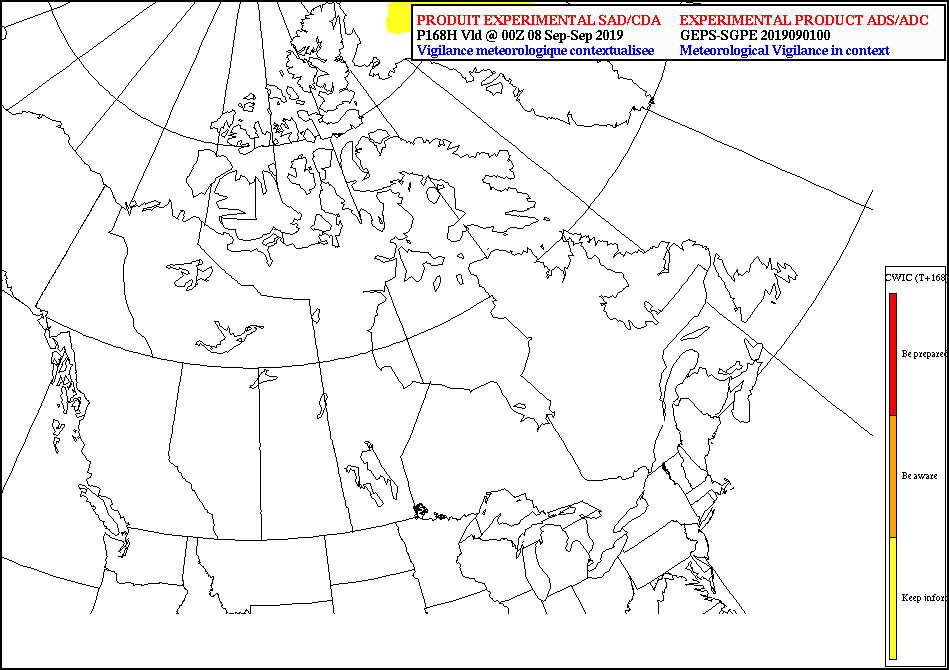 PRODUIT EXPERIMENTAL SAD/CDA EXPERIMENTAL PRODUCT ADS/ADC
P168H Vld @ 00Z 08 Sep-Sep 2019 GEPS-SGPE 2019090100
Vigilance meteorologique contextualisee Meteorological Vigilance in context
CWIC (T+168
Be prepared
Be aware
Keep infor